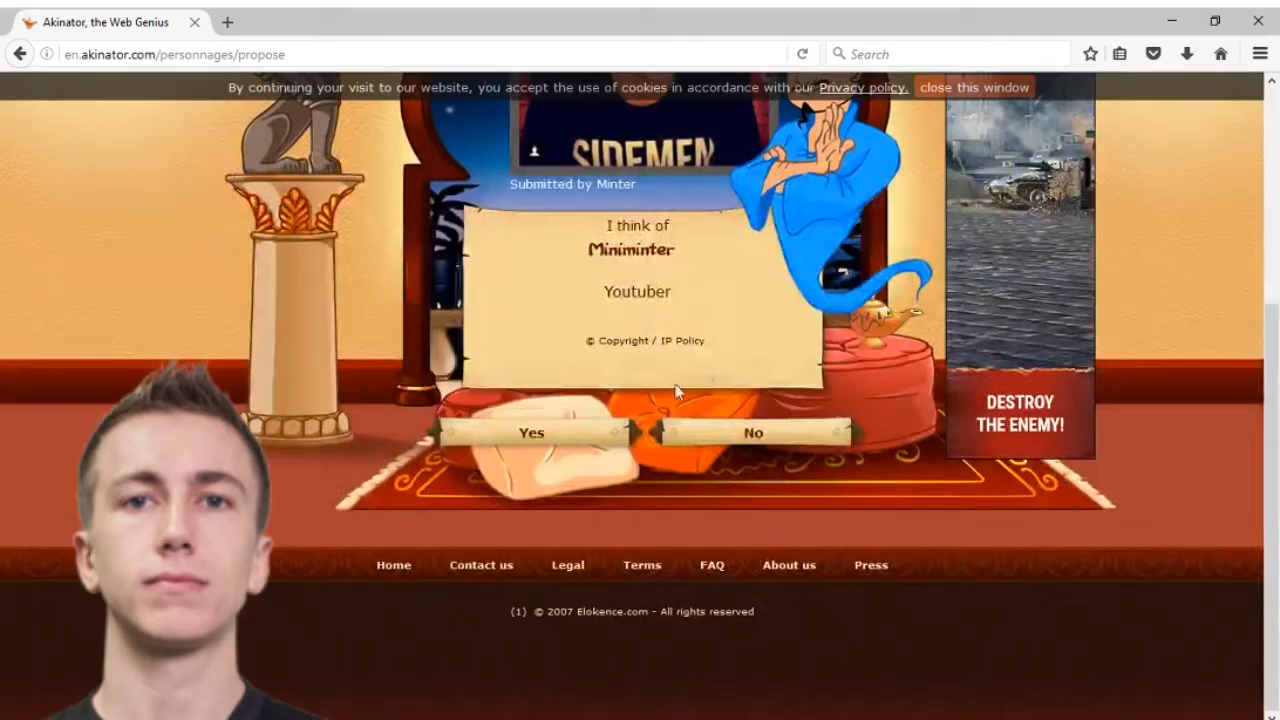 Akinator, the Web Genius
en.akinator.com/personnages/propose
Search
By continuing your visit to our website, you accept the use of cookies in accordance with our Privacy policy. close this window
SIDEMEN
Submitted by Minter
I think of
Miniminter
Youtuber
© Copyright / IP Policy
DESTROY
THE ENEMY!
Yes
No
Home Contact us Legal Terms FAQ About us Press
(1) © 2007 Elokence.com - All rights reserved